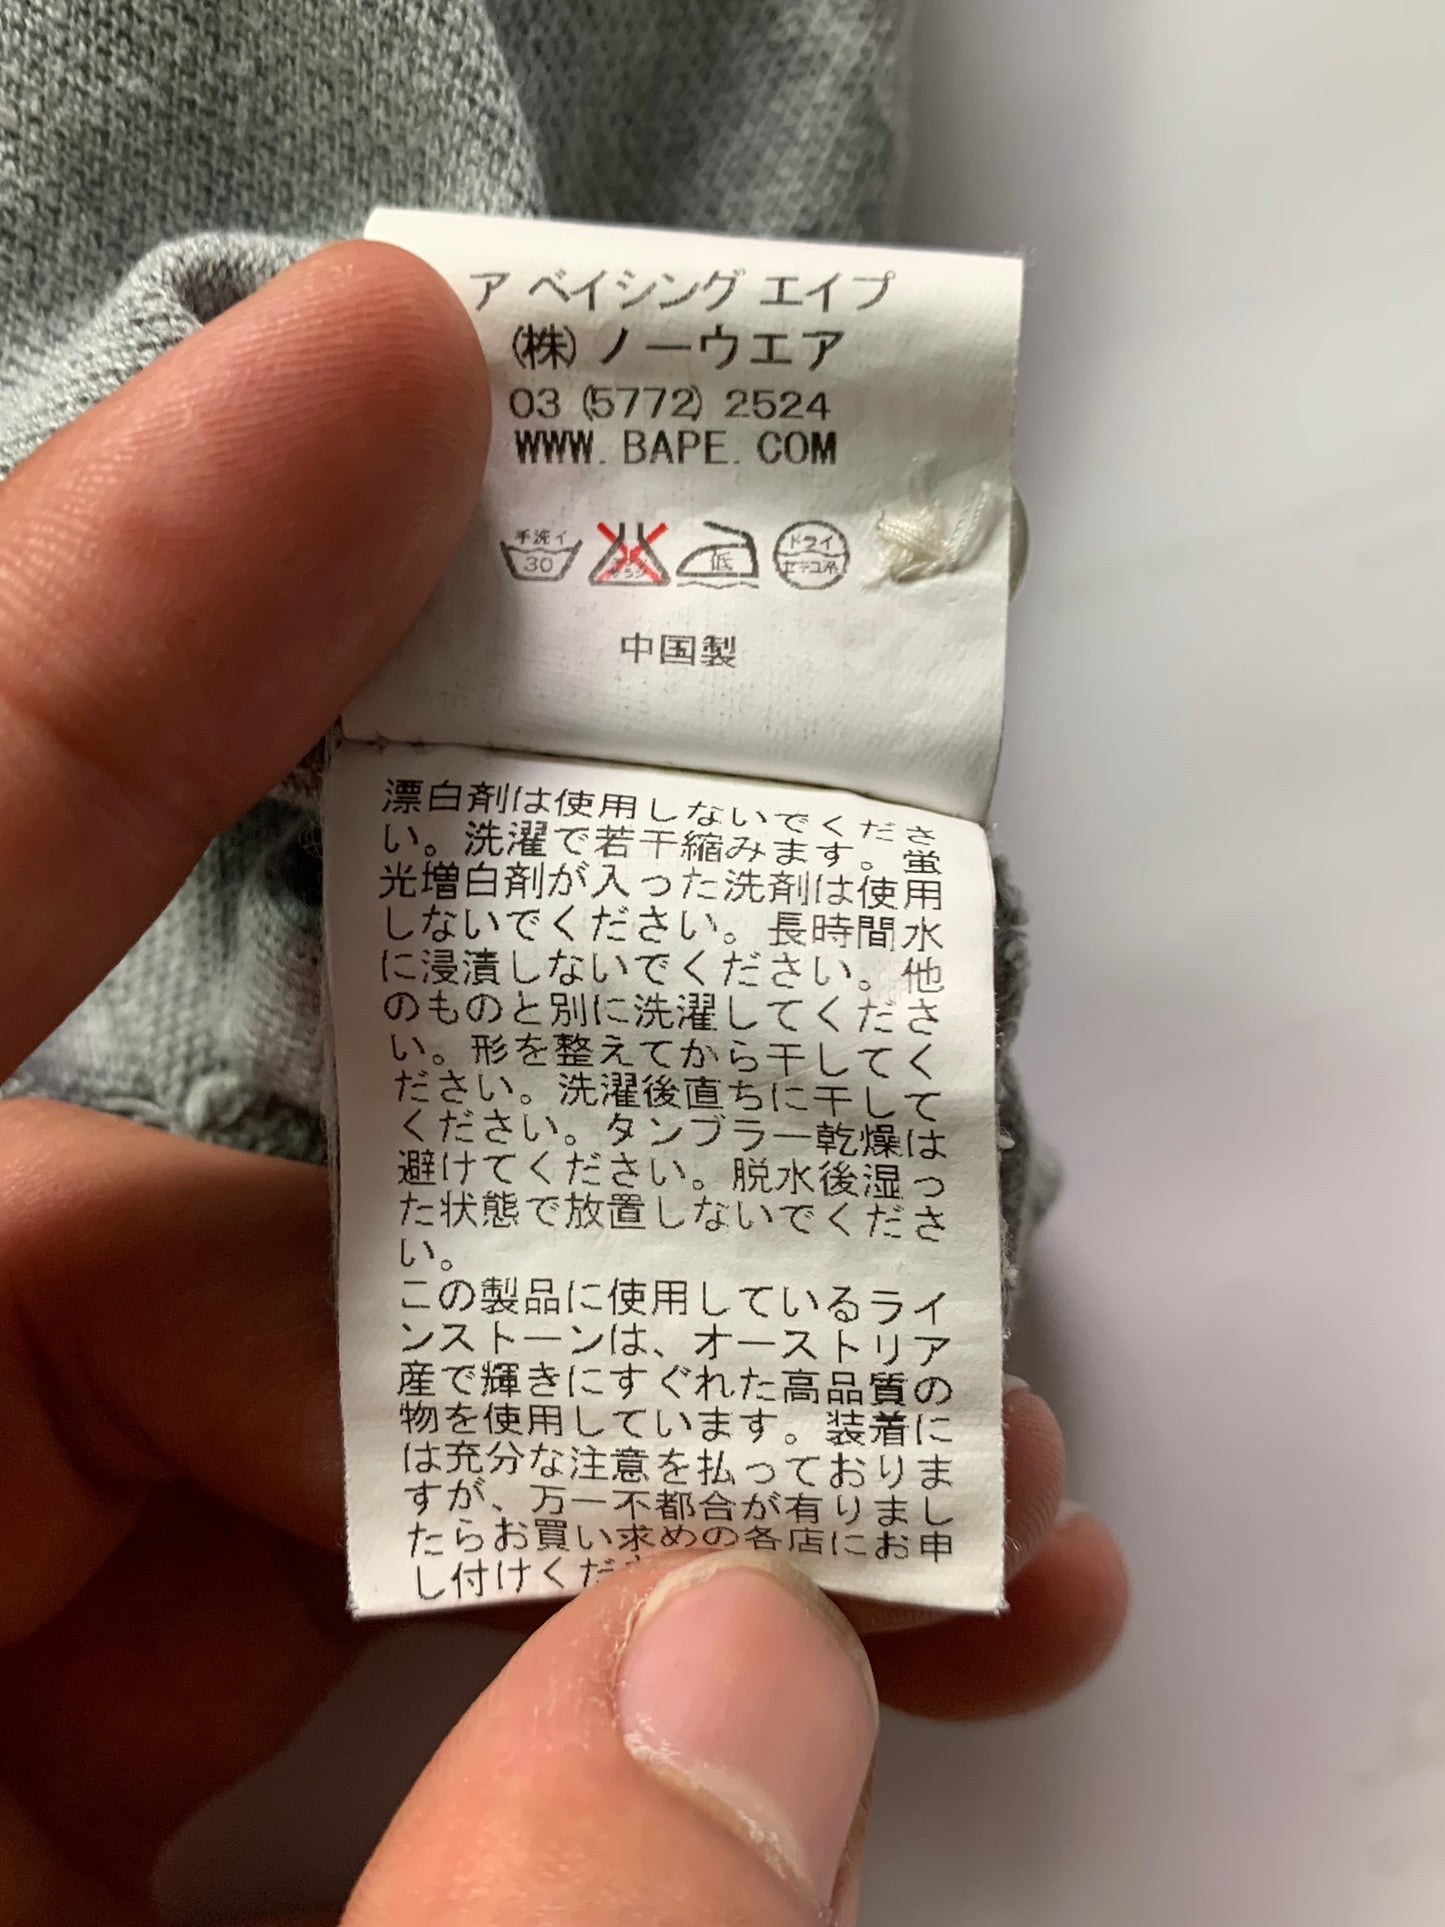 ア ベイシング エイプ
(株) ノーウエア
03 (5772) 2524
WWW. BAPE. COM
手洗イ
30
低
ドライ
セキユ系
中国製
漂白剤は使用しないでくださ
い。洗濯で若干縮みます。蛍
光増白剤が入った洗剤は使用
しないでください。長時間水
に浸漬しないでください。他
のものと別に洗濯してくださ
い。形を整えてから干してく
ださい。洗濯後直ちに干して
ください。タンブラー乾燥は
避けてください。脱水後湿っ
た状態で放置しないでくださ
い。
この製品に使用しているライ
ンストーンは、オーストリア
産で輝きにすぐれた高品質の
物を使用しています。装着に
は充分な注意を払っておりま
すが、万一不都合が有りまし
たらお買い求めの各店にお申
し付けくだ